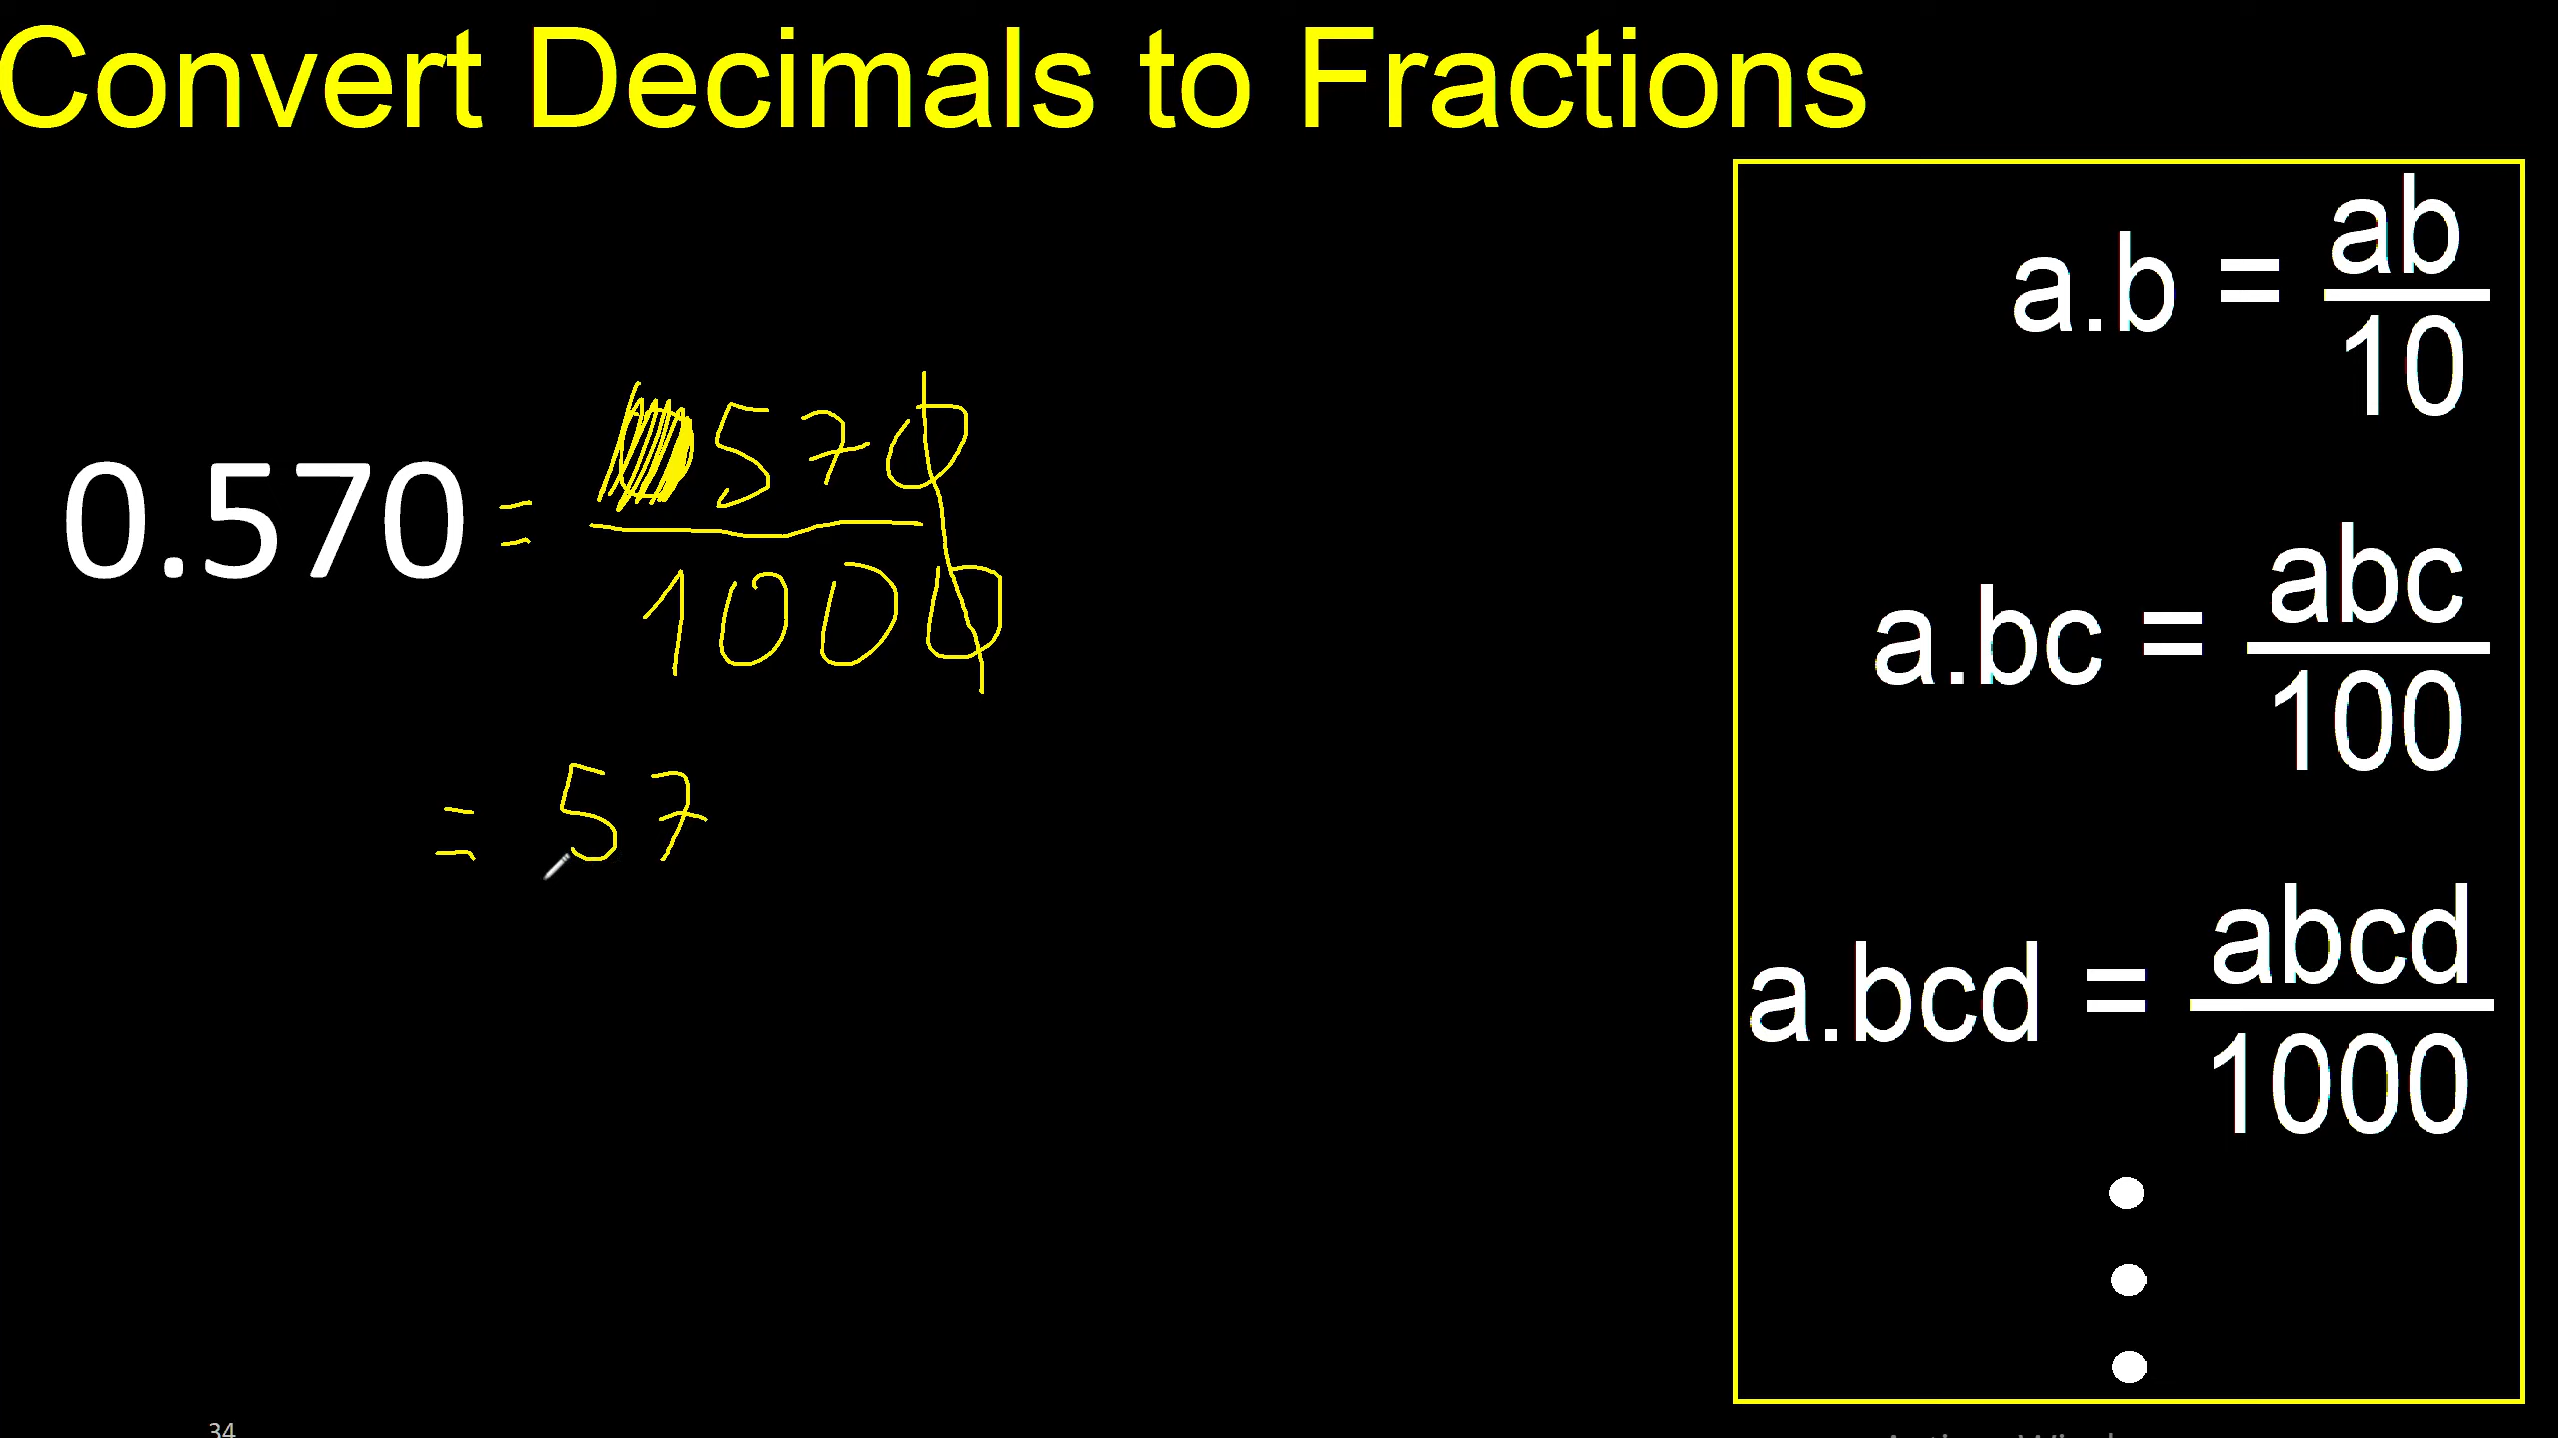 Convert Decimals to Fractions
0.570 = 570/1000
= 57
a.b = ab/10
a.bc = abc/100
a.bcd = abcd/1000
34